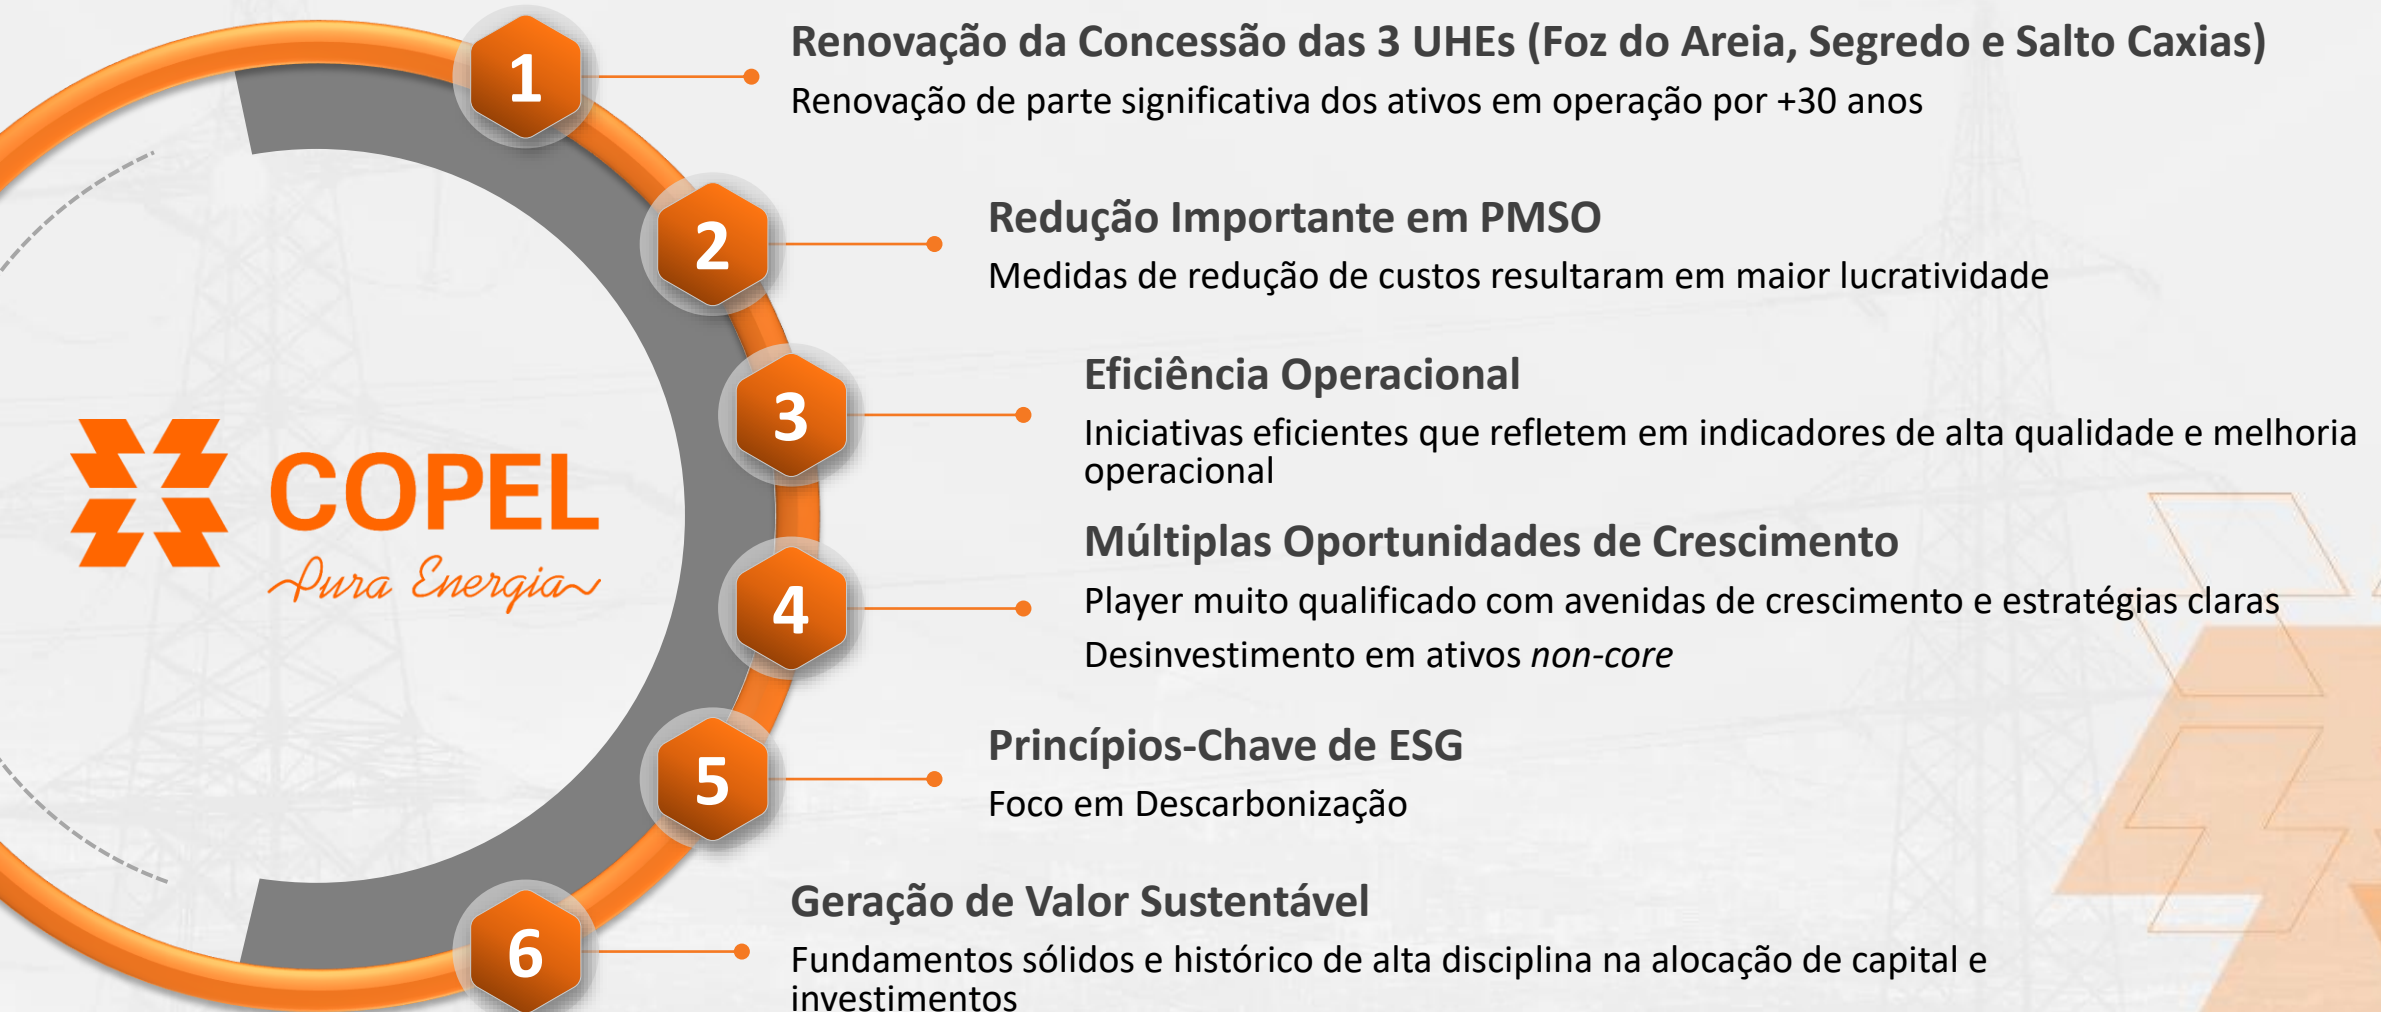 COPEL
Pura Energia
1
Renovação da Concessão das 3 UHEs (Foz do Areia, Segredo e Salto Caxias)
Renovação de parte significativa dos ativos em operação por +30 anos
2
Redução Importante em PMSO
Medidas de redução de custos resultaram em maior lucratividade
3
Eficiência Operacional
Iniciativas eficientes que refletem em indicadores de alta qualidade e melhoria
operacional
4
Múltiplas Oportunidades de Crescimento
Player muito qualificado com avenidas de crescimento e estratégias claras
Desinvestimento em ativos non-core
5
Princípios-Chave de ESG
Foco em Descarbonização
6
Geração de Valor Sustentável
Fundamentos sólidos e histórico de alta disciplina na alocação de capital e
investimentos